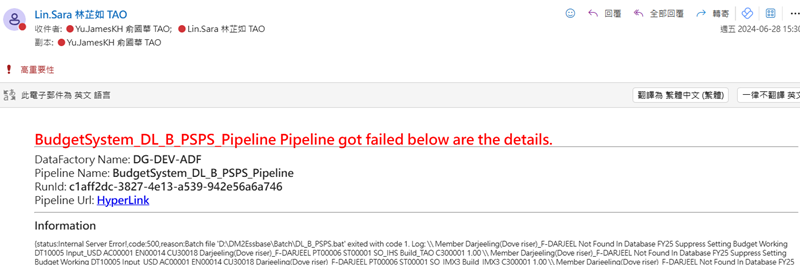 Lin.Sara 林芷如 TAO
回覆 全部回覆 轉寄
收件者: YuJamesKH 俞國華 TAO; Lin.Sara 林芷如 TAO
週五 2024-06-28 15:30
副本: YuJamesKH 俞國華 TAO
高重要性
此電子郵件為 英文 語言
翻譯為 繁體中文 (繁體)
一律不翻譯 英文
BudgetSystem_DL_B_PSPS_Pipeline Pipeline got failed below are the details.
DataFactory Name: DG-DEV-ADF
Pipeline Name: BudgetSystem_DL_B_PSPS_Pipeline
RunId: c1aff2dc-3827-4e13-a539-942e56a6a746
Pipeline Url: HyperLink
Information
{status:Internal Server Error!,code:500,reason:Batch file 'D:\DM2Essbase\Batch\DL_B_PSPS.bat' exited with code 1. Log: \\ Member Darjeeling(Dove riser)_F-DARJEEL Not Found In Database FY25 Suppress Setting Budget Working
DT10005 Input_USD AC00001 EN00014 CU30018 Darjeeling(Dove riser)_F-DARJEEL PT00006 ST00001 SO_IHS Build_TAO C300001 1.00 \\ Member Darjeeling(Dove riser)_F-DARJEEL Not Found In Database FY25 Suppress Setting
Budget Working DT10005 Input_USD AC00001 EN00014 CU30018 Darjeeling(Dove riser)_F-DARJEEL PT00006 ST00001 SO_IMX3 Build_IMX3 C300001 1.00 \\ Member Darjeeling(Dove riser)_F-DARJEEL Not Found In Database FY25